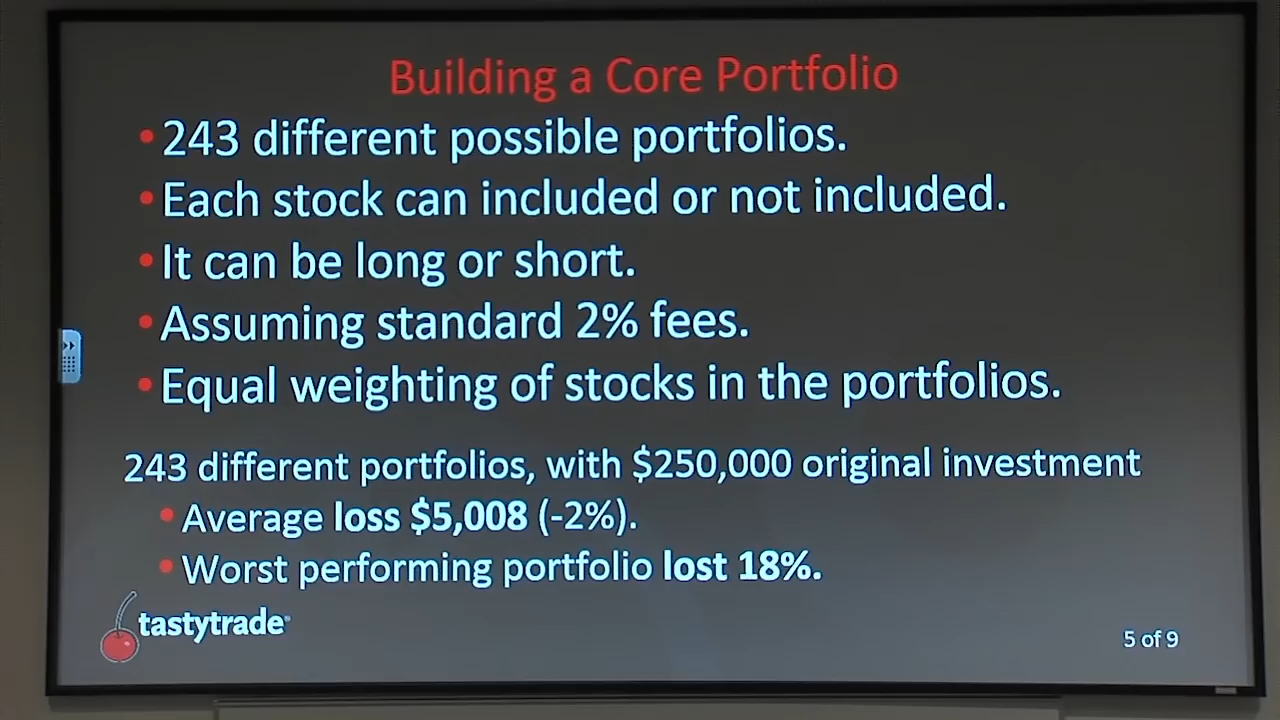 Building a Core Portfolio
•243 different possible portfolios.
•Each stock can included or not included.
•It can be long or short.
•Assuming standard 2% fees.
•Equal weighting of stocks in the portfolios.
243 different portfolios, with $250,000 original investment
•Average loss $5,008 (-2%).
•Worst performing portfolio lost 18%.
tastytrade
5 of 9